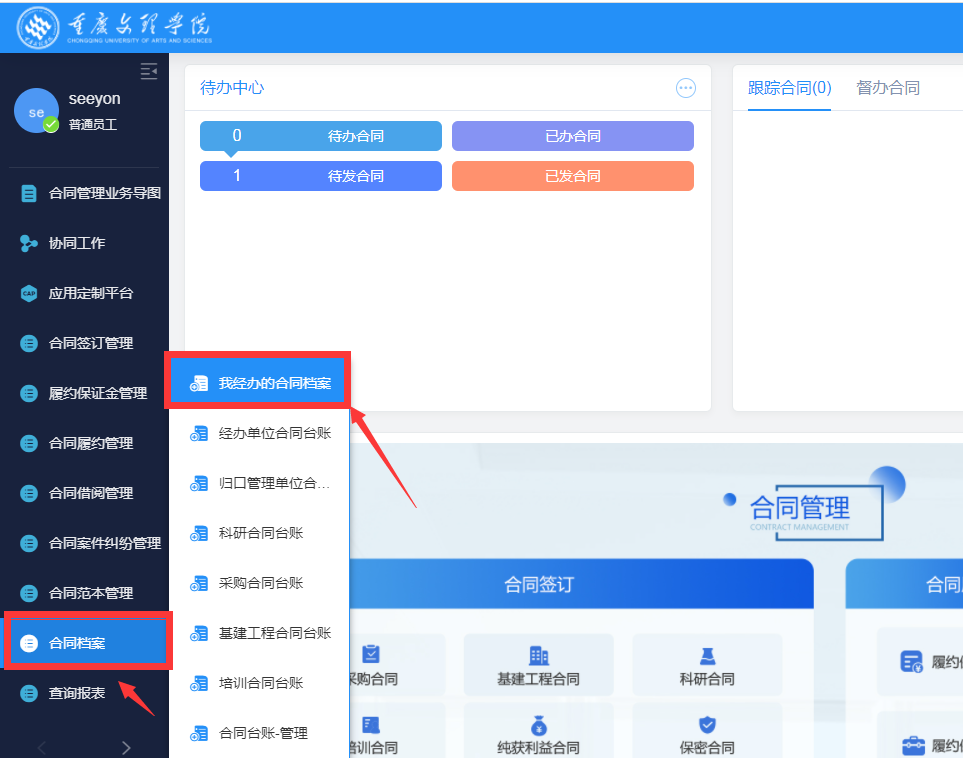 重庆文理学院
CHONGQING UNIVERSITY OF ARTS AND SCIENCES
se
seeyon
普通员工
合同管理业务导图
协同工作
CAP
应用定制平台
合同签订管理
履约保证金管理
合同履约管理
合同借阅管理
合同案件纠纷管理
合同范本管理
合同档案
查询报表
待办中心
0 待办合同
已办合同
1 待发合同
已发合同
跟踪合同(0)
督办合同
我经办的合同档案
经办单位合同台账
归口管理单位合...
科研合同台账
采购合同台账
基建工程合同台账
培训合同台账
合同台账-管理
合同管理
CONTRACT MANAGEMENT
合同签订
采购合同
基建工程合同
科研合同
培训合同
纯获利益合同
保密合同
合同
履约
履约